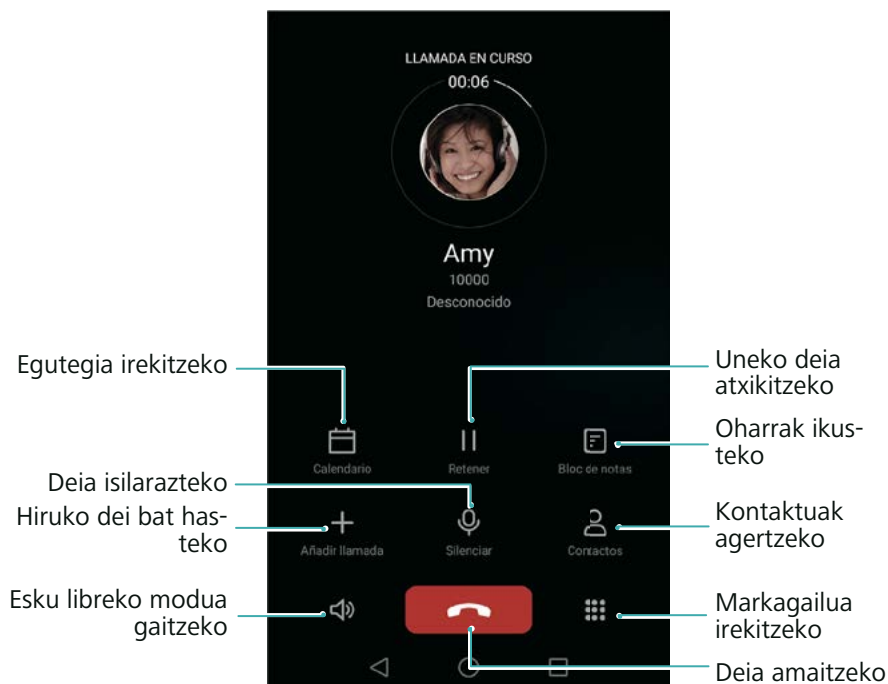 LLAMADA EN CURSO
00:06
Amy
10000
Desconocido
Egutegia irekitzeko
Uneko deia
atxikitzeko
Oharrak ikus-
teko
Calendario
Retener
Bloc de notas
Deia isilarazteko
Hiruko dei bat has-
teko
Kontaktuak
agertzeko
Añadir llamada
Silenciar
Contactos
Esku libreko modua
gaitzeko
Markagailua
irekitzeko
Deia amaitzeko